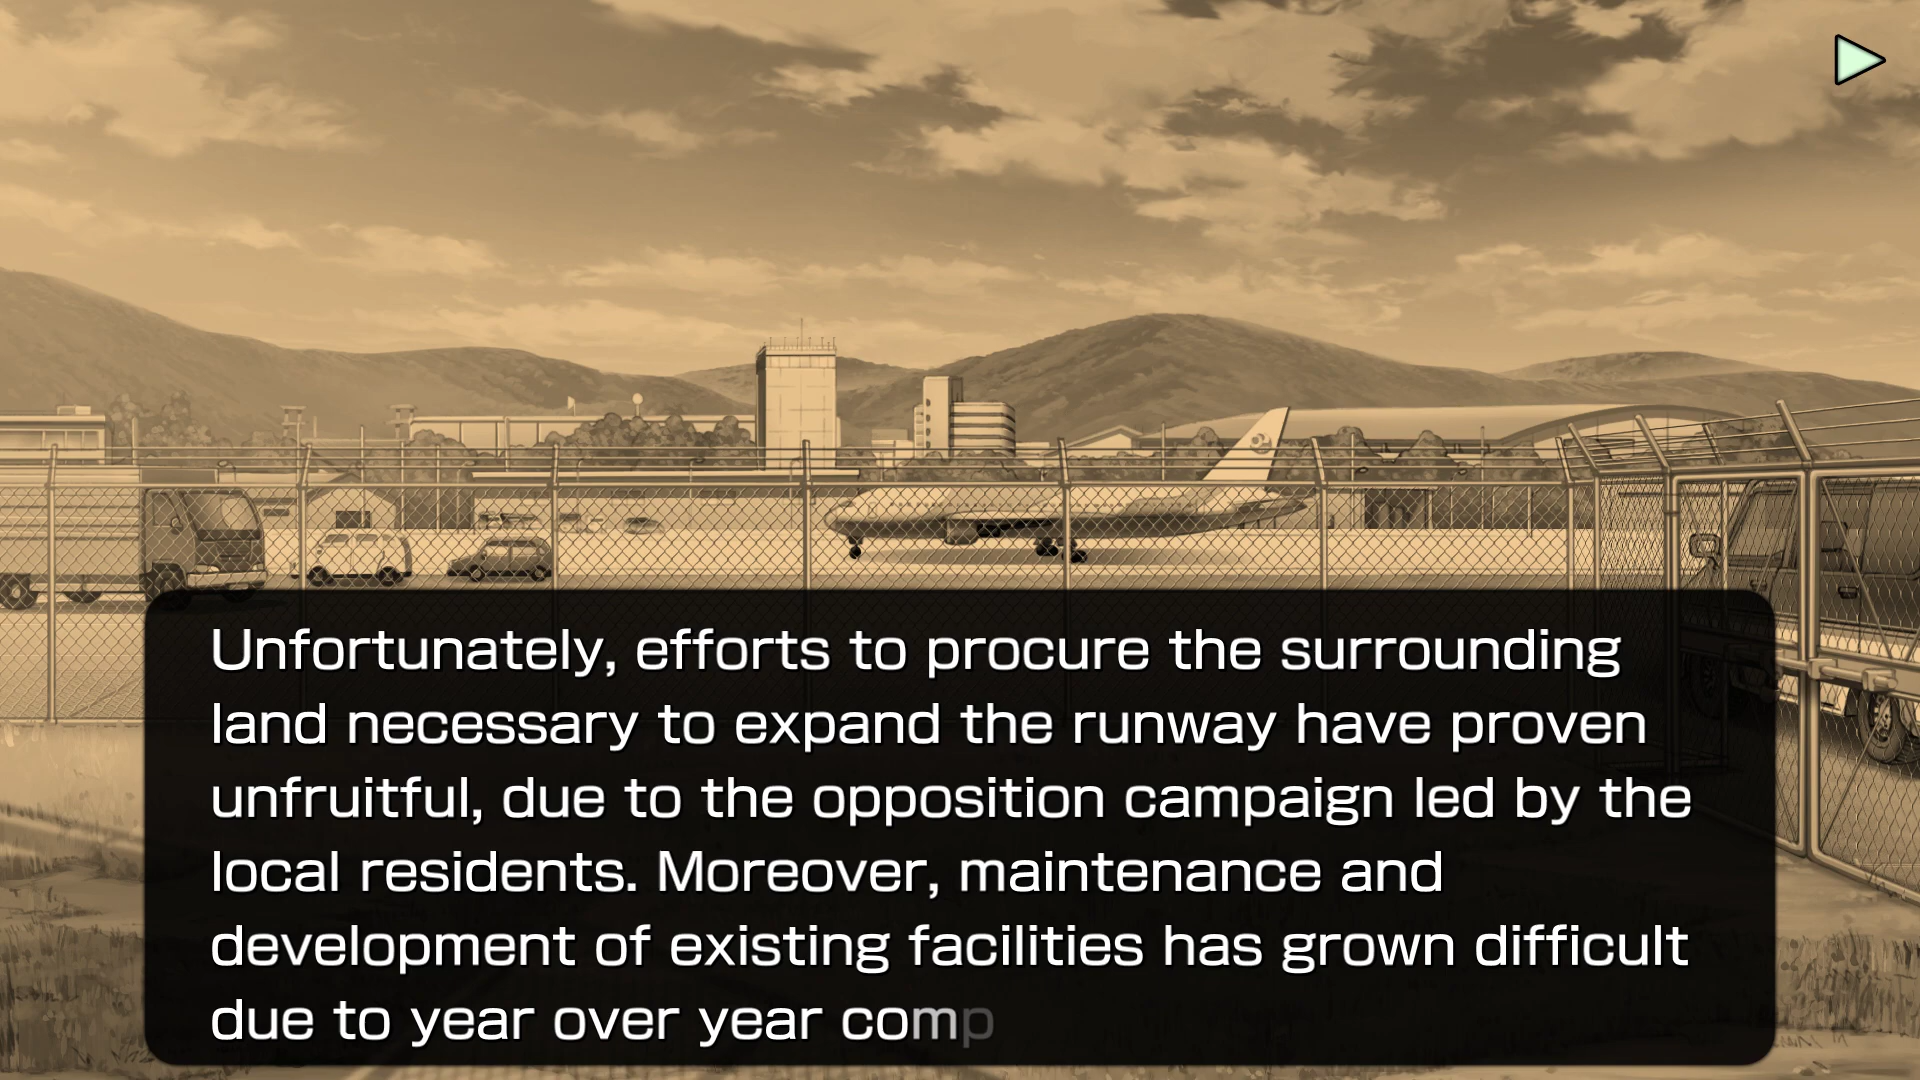 Unfortunately, efforts to procure the surrounding
land necessary to expand the runway have proven
unfruitful, due to the opposition campaign led by the
local residents. Moreover, maintenance and
development of existing facilities has grown difficult
due to year over year comp